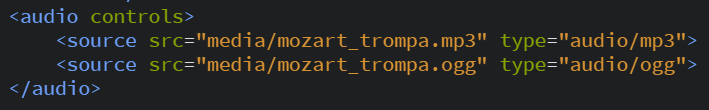 <audio controls>
    <source src="media/mozart_trompa.mp3" type="audio/mp3">
    <source src="media/mozart_trompa.ogg" type="audio/ogg">
</audio>